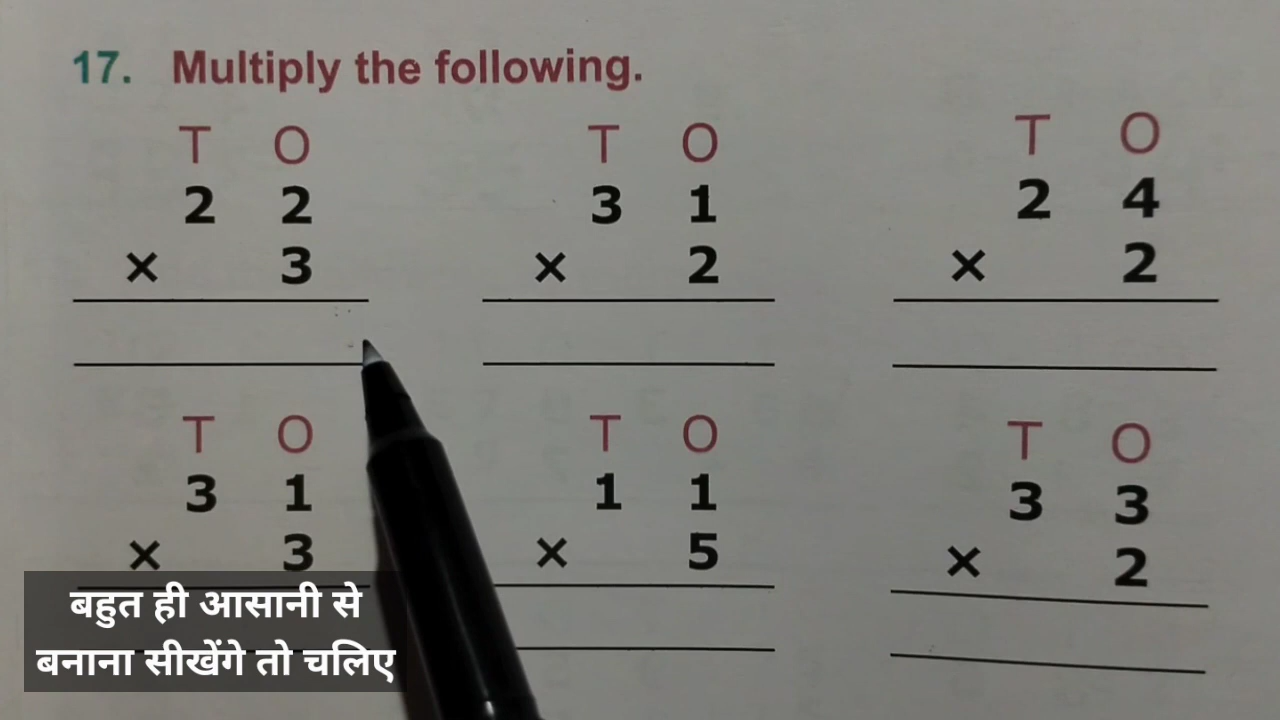 17. Multiply the following.
T O T O T O
2 2 3 1 2 4
× 3 × 2 × 2
T O T O T O
3 1 1 1 3 3
× 3 × 5 × 2
बहुत ही आसानी से
बनाना सीखेंगे तो चलिए